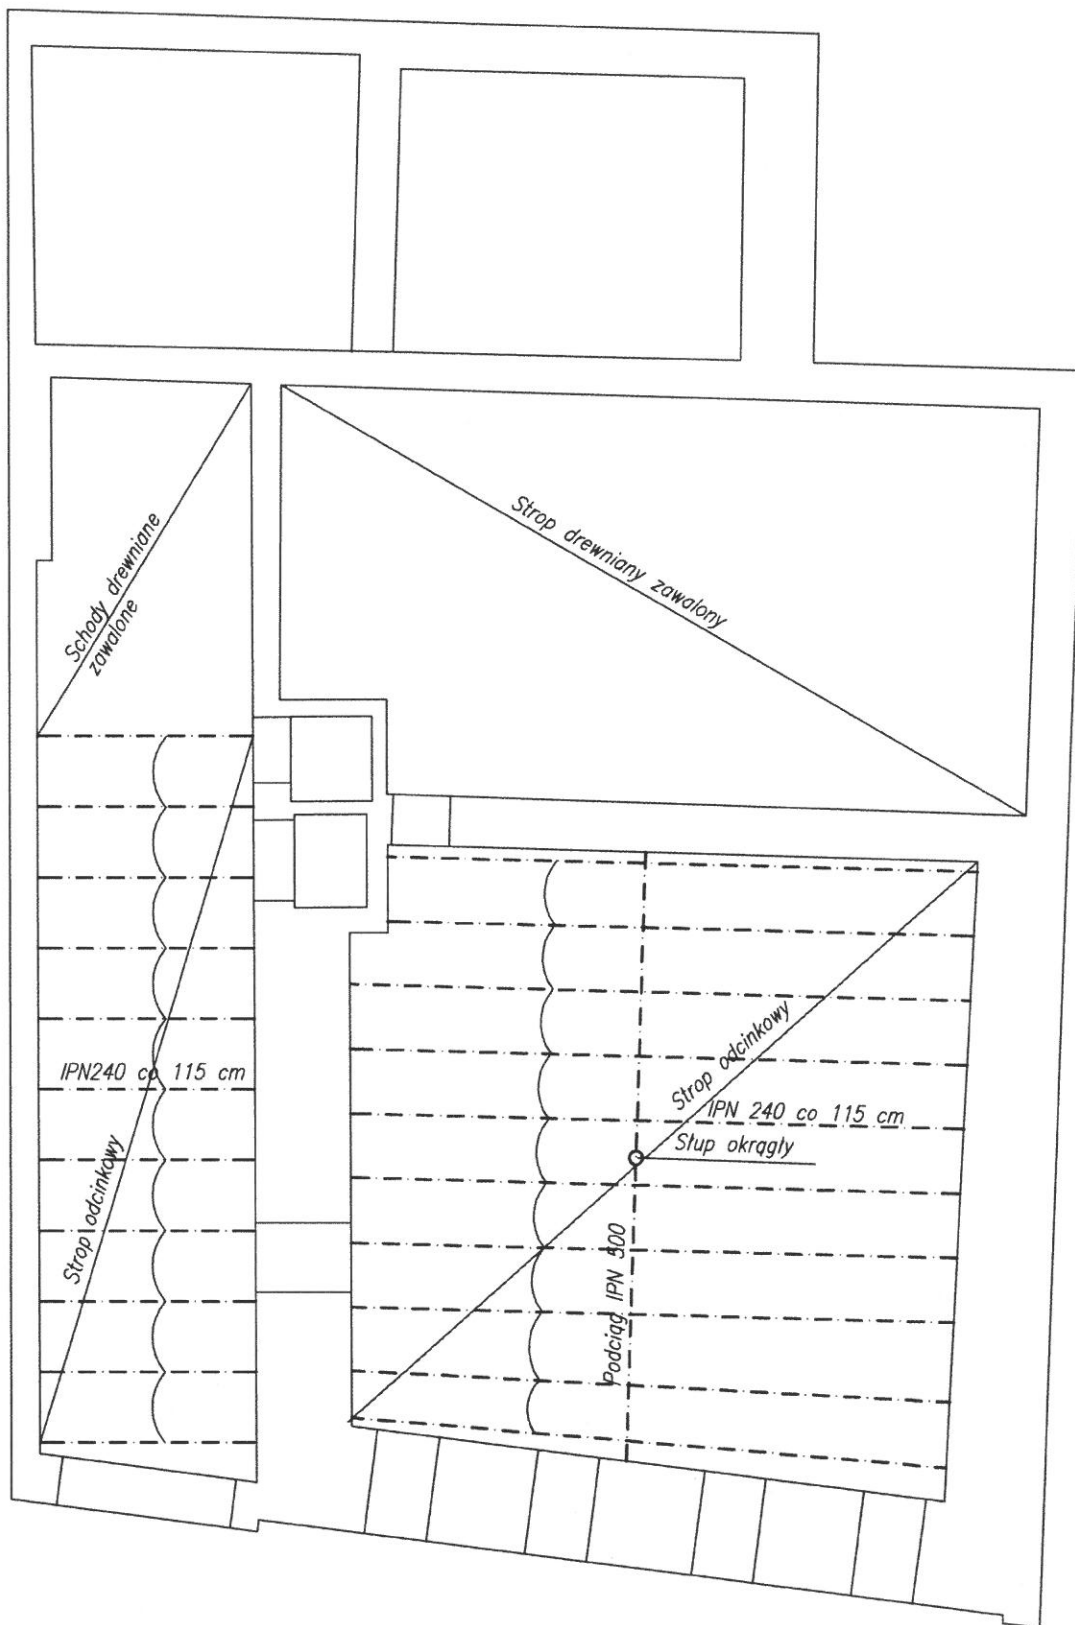 Strop drewniany zawalony
Schody drewniane
zawalone
IPN240 co 115 cm
Strop odcinkowy
Strop odcinkowy
IPN 240 co 115 cm
Słup okrągły
Podciąg IPN 500